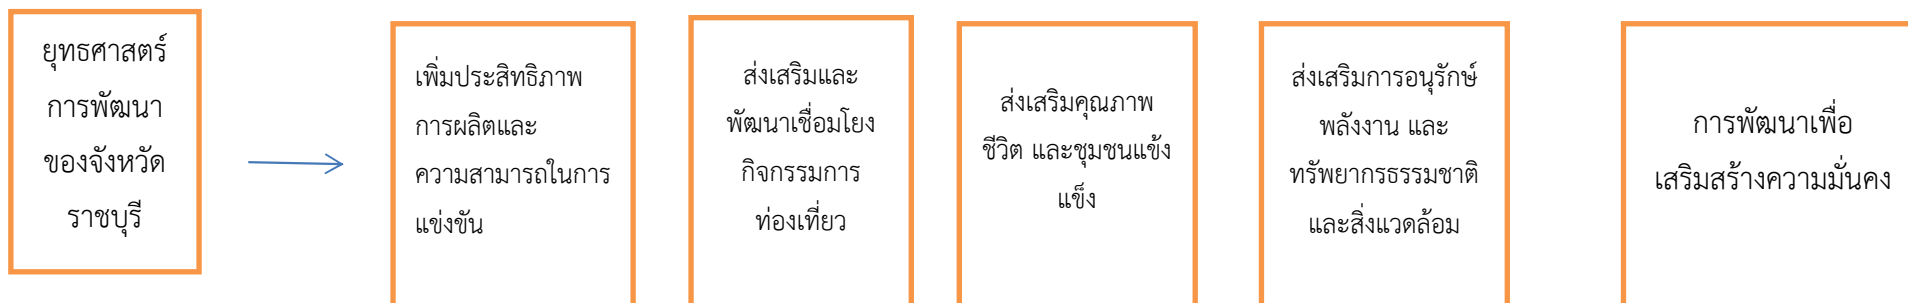 ยุทธศาสตร์
การพัฒนา
ของจังหวัด
ราชบุรี
เพิ่มประสิทธิภาพ
การผลิตและ
ความสามารถในการ
แข่งขัน
ส่งเสริมและ
พัฒนาเชื่อมโยง
กิจกรรมการ
ท่องเที่ยว
ส่งเสริมคุณภาพ
ชีวิต และชุมชนแข้ง
แข็ง
ส่งเสริมการอนุรักษ์
พลังงาน และ
ทรัพยากรธรรมชาติ
และสิ่งแวดล้อม
การพัฒนาเพื่อ
เสริมสร้างความมั่นคง